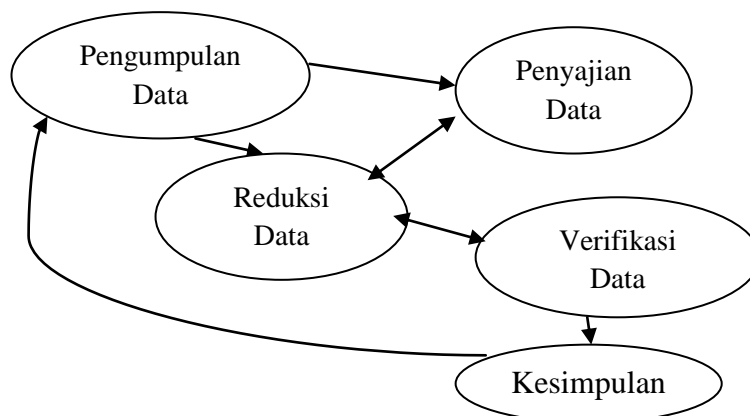 Pengumpulan
Data
Penyajian
Data
Reduksi
Data
Verifikasi
Data
Kesimpulan